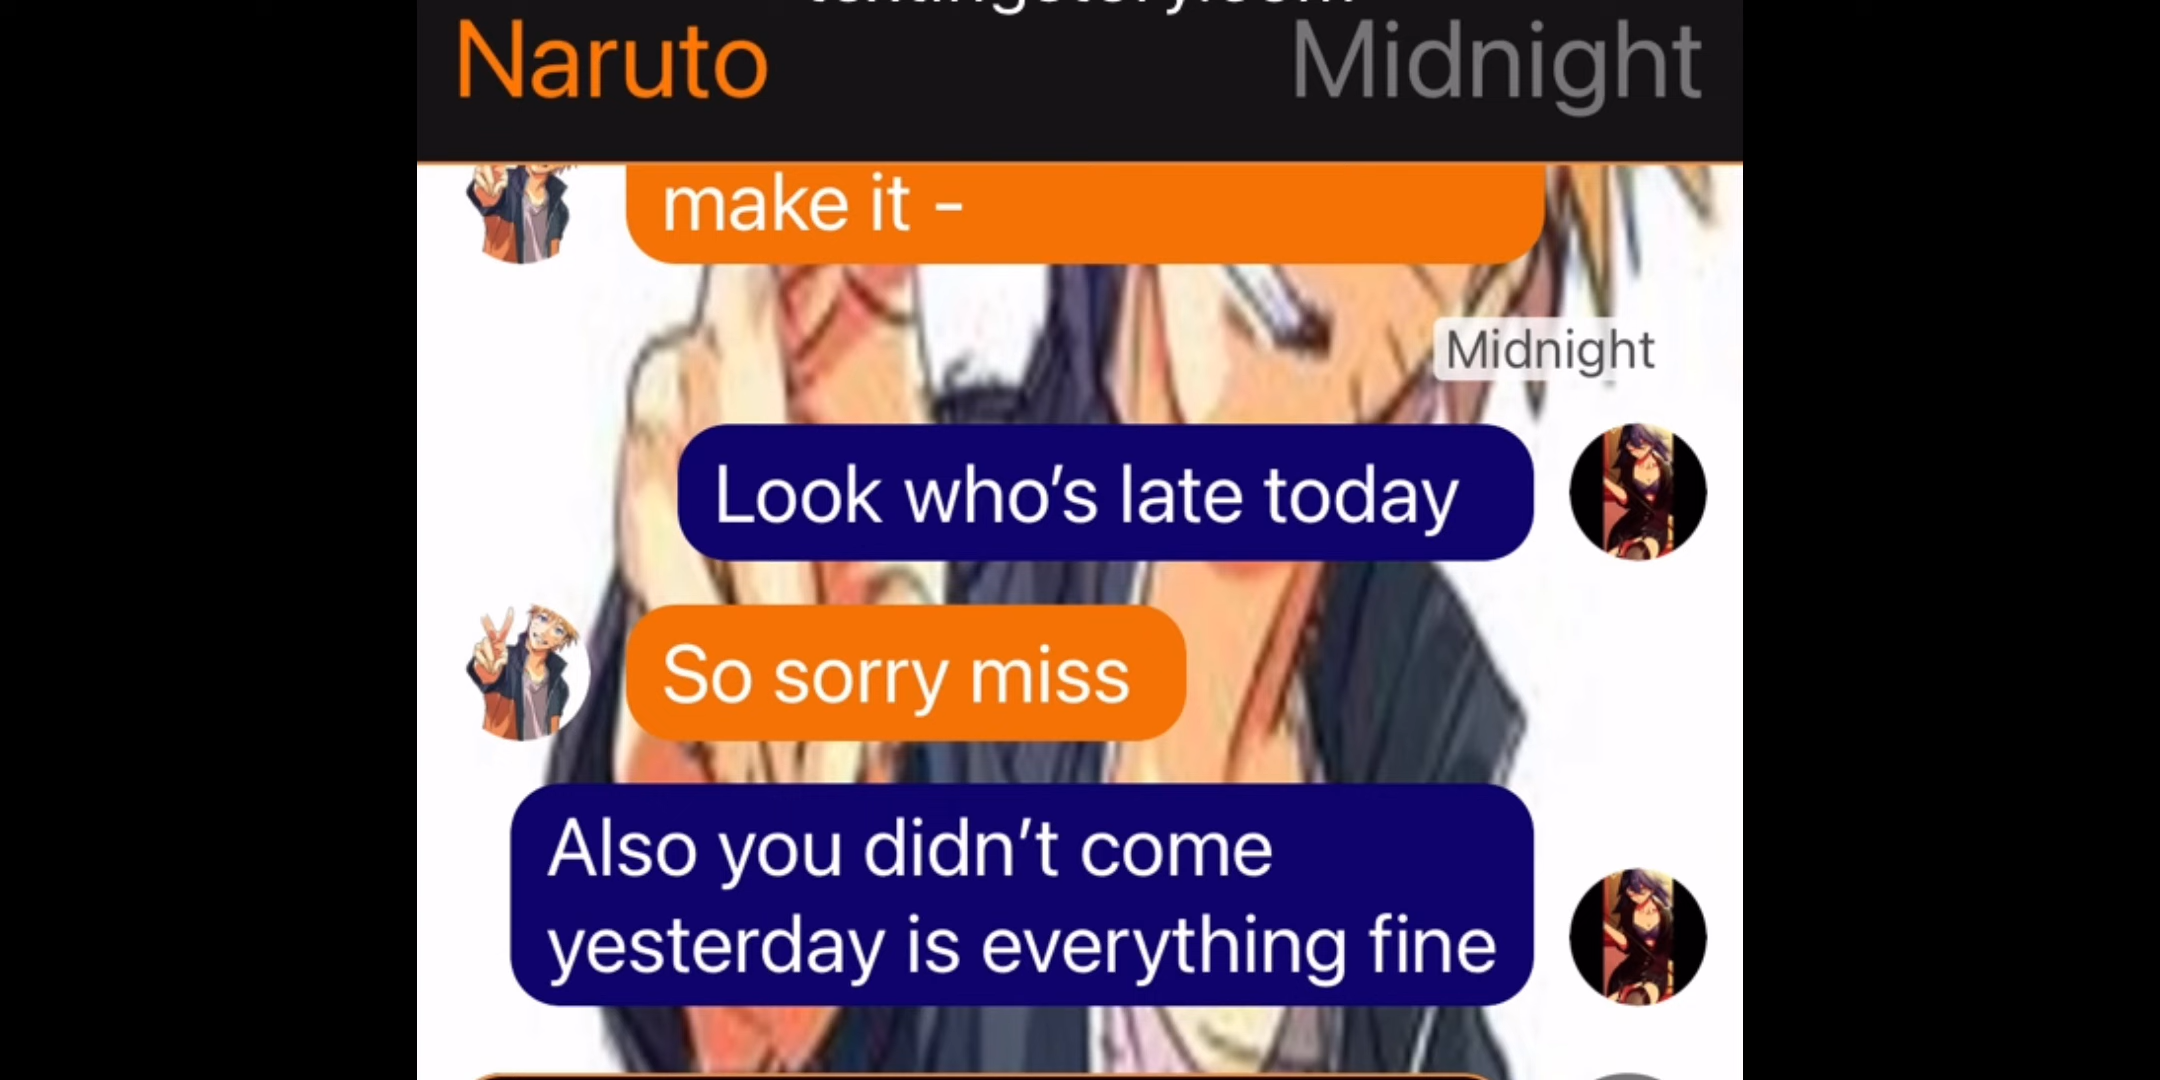 Naruto
Midnight
make it -
Midnight
Look who's late today
So sorry miss
Also you didn't come
yesterday is everything fine